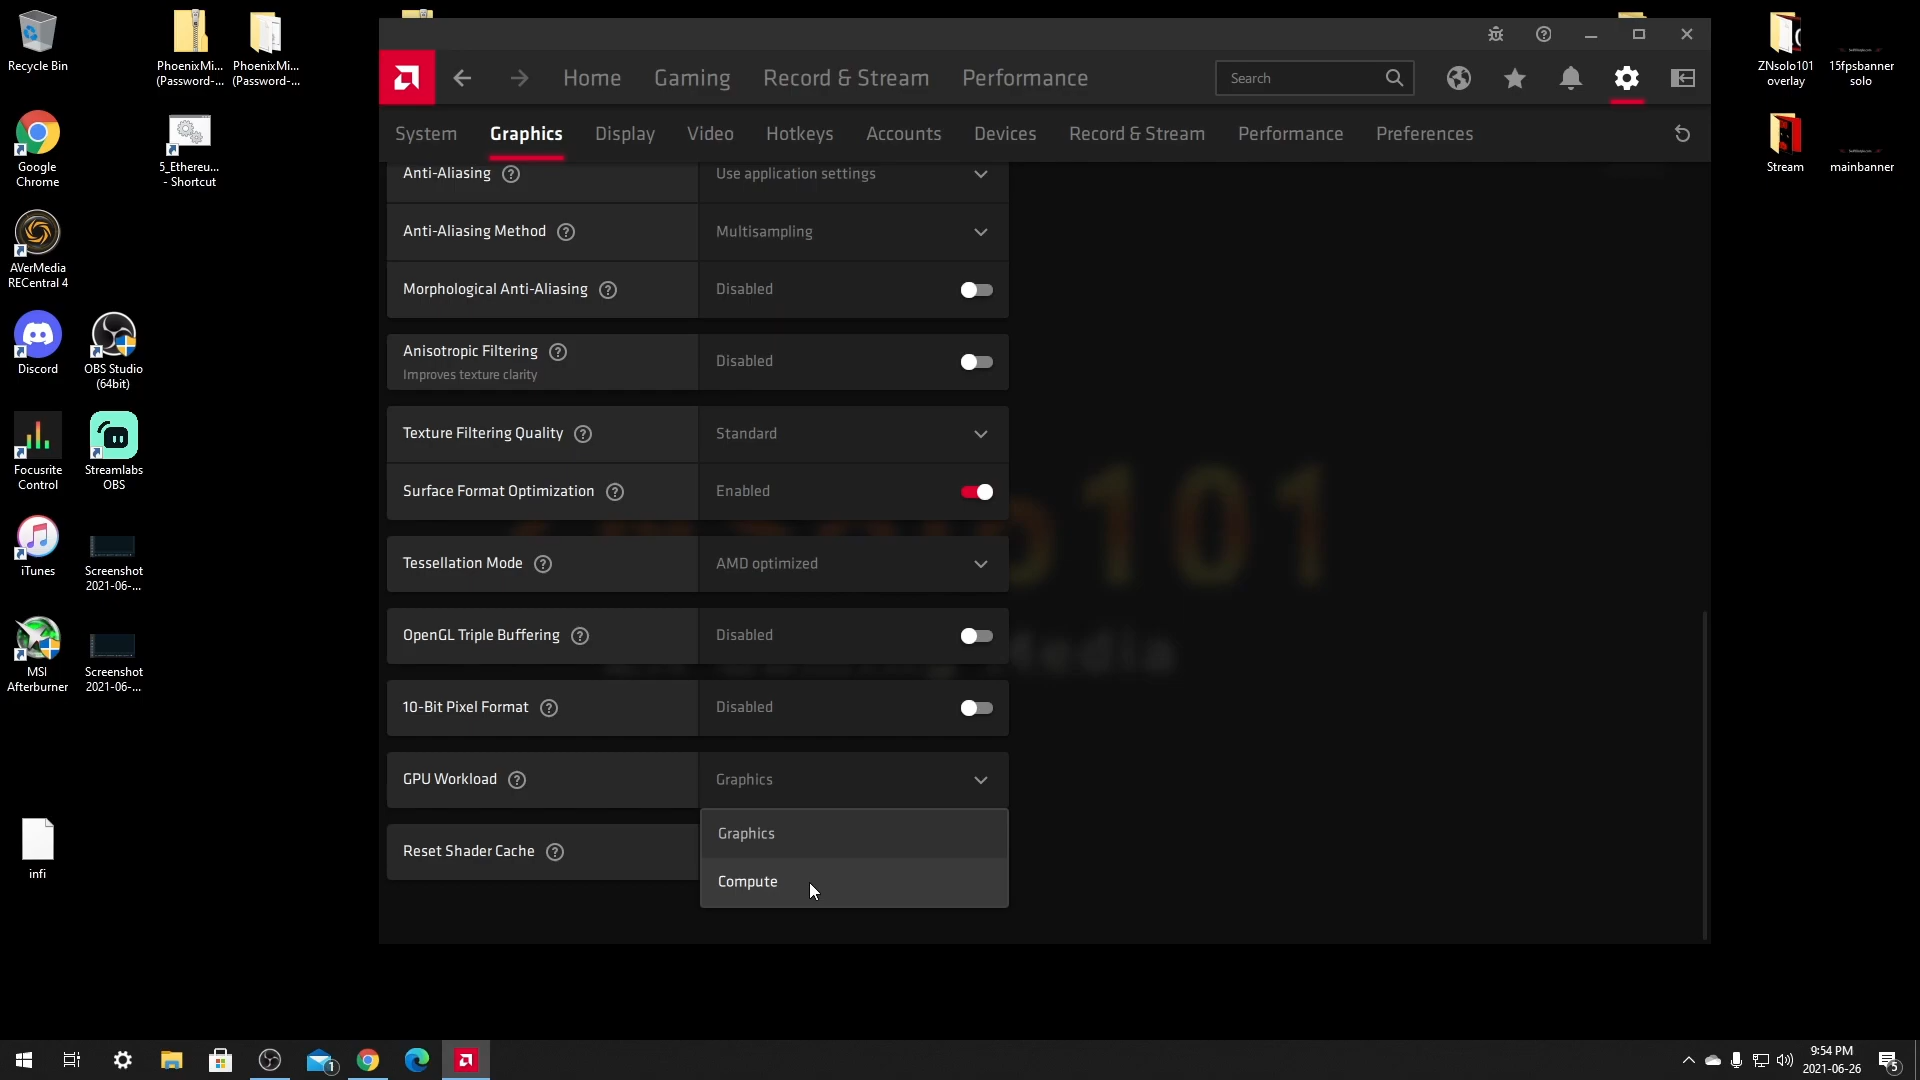 Recycle Bin
PhoenixMi...
(Password-...
PhoenixMi...
(Password-...
Google
Chrome
5_Ethereu...
- Shortcut
AVerMedia
RECentral 4
Discord
OBS Studio
(64bit)
Focusrite
Control
Streamlabs
OBS
iTunes
Screenshot
2021-06-...
MSI
Afterburner
Screenshot
2021-06-...
infi
Home
Gaming
Record & Stream
Performance
Search
System
Graphics
Display
Video
Hotkeys
Accounts
Devices
Record & Stream
Performance
Preferences
Anti-Aliasing
Use application settings
Anti-Aliasing Method
Multisampling
Morphological Anti-Aliasing
Disabled
Anisotropic Filtering
Improves texture clarity
Disabled
Texture Filtering Quality
Standard
Surface Format Optimization
Enabled
Tessellation Mode
AMD optimized
OpenGL Triple Buffering
Disabled
10-Bit Pixel Format
Disabled
GPU Workload
Graphics
Graphics
Compute
Reset Shader Cache
101
Media
ZNsolo101
overlay
15fpsbanner
solo
Stream
mainbanner
1
9:54 PM
2021-06-26
5